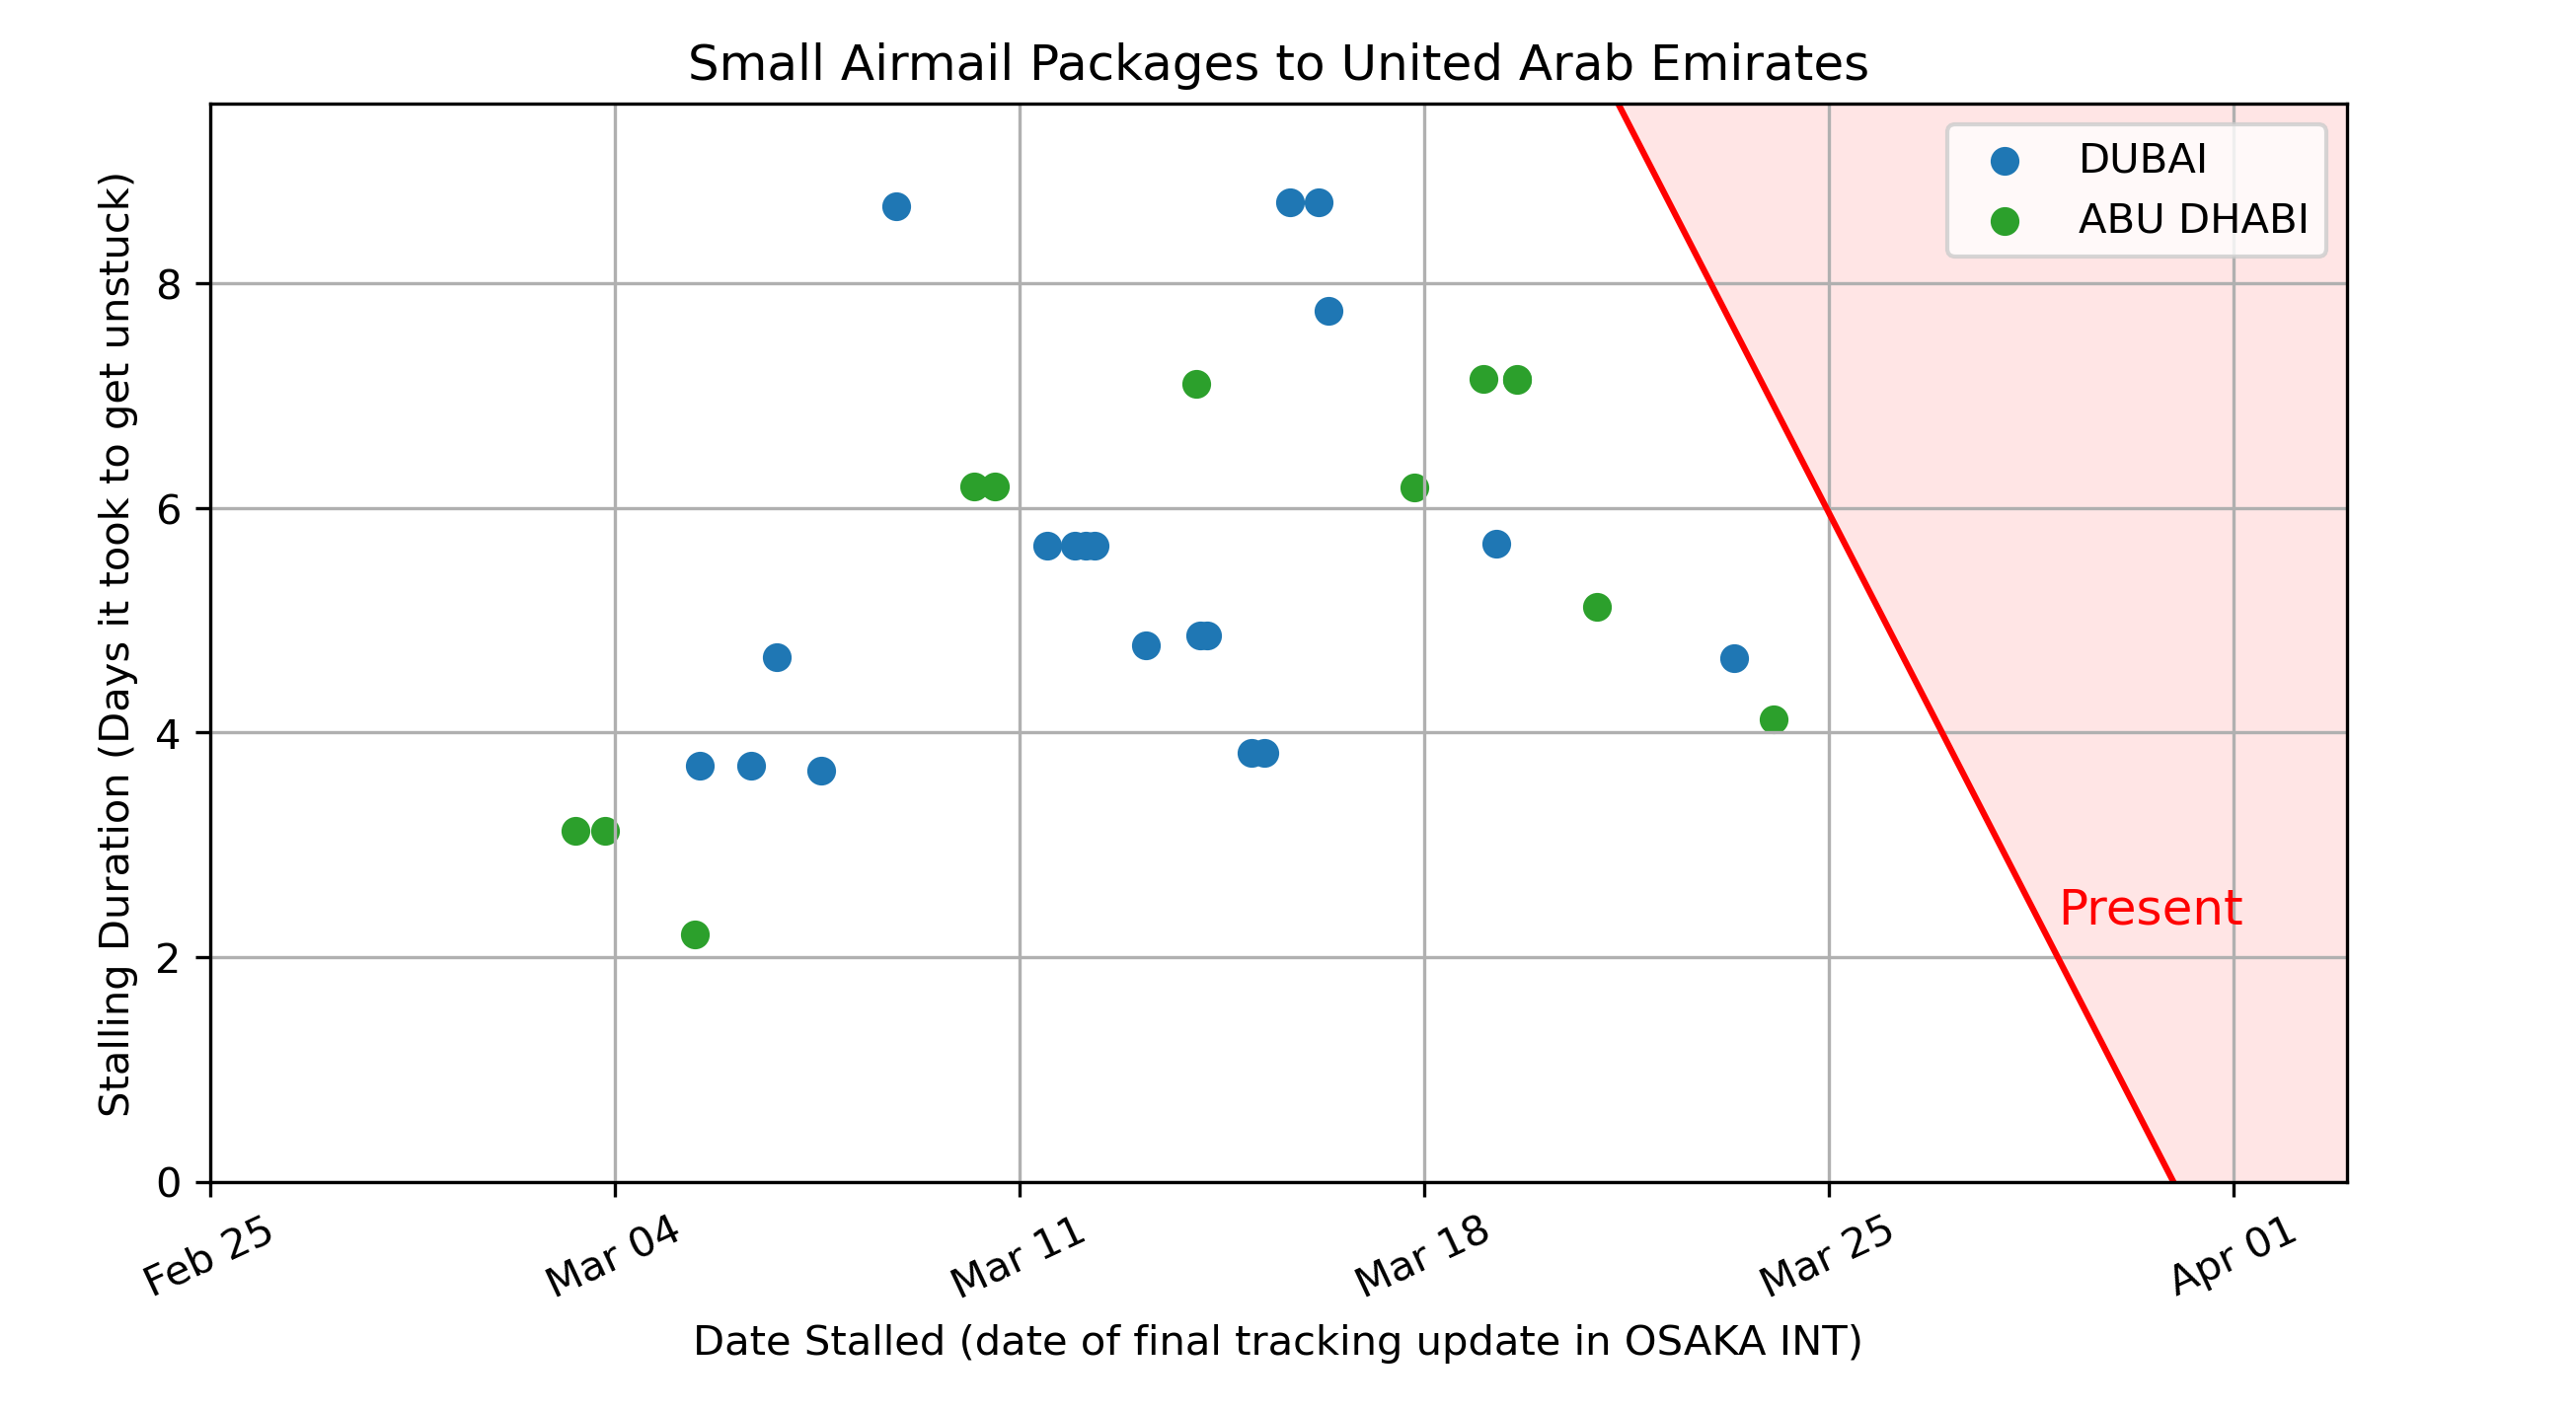 Small Airmail Packages to United Arab Emirates
DUBAI
ABU DHABI
Stalling Duration (Days it took to get unstuck)
8
6
4
2
0
Present
Feb 25
Mar 04
Mar 11
Mar 18
Mar 25
Apr 01
Date Stalled (date of final tracking update in OSAKA INT)